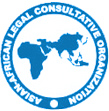 ASIAN-AFRICAN LEGAL CONSULTATIVE ORGANIZATION